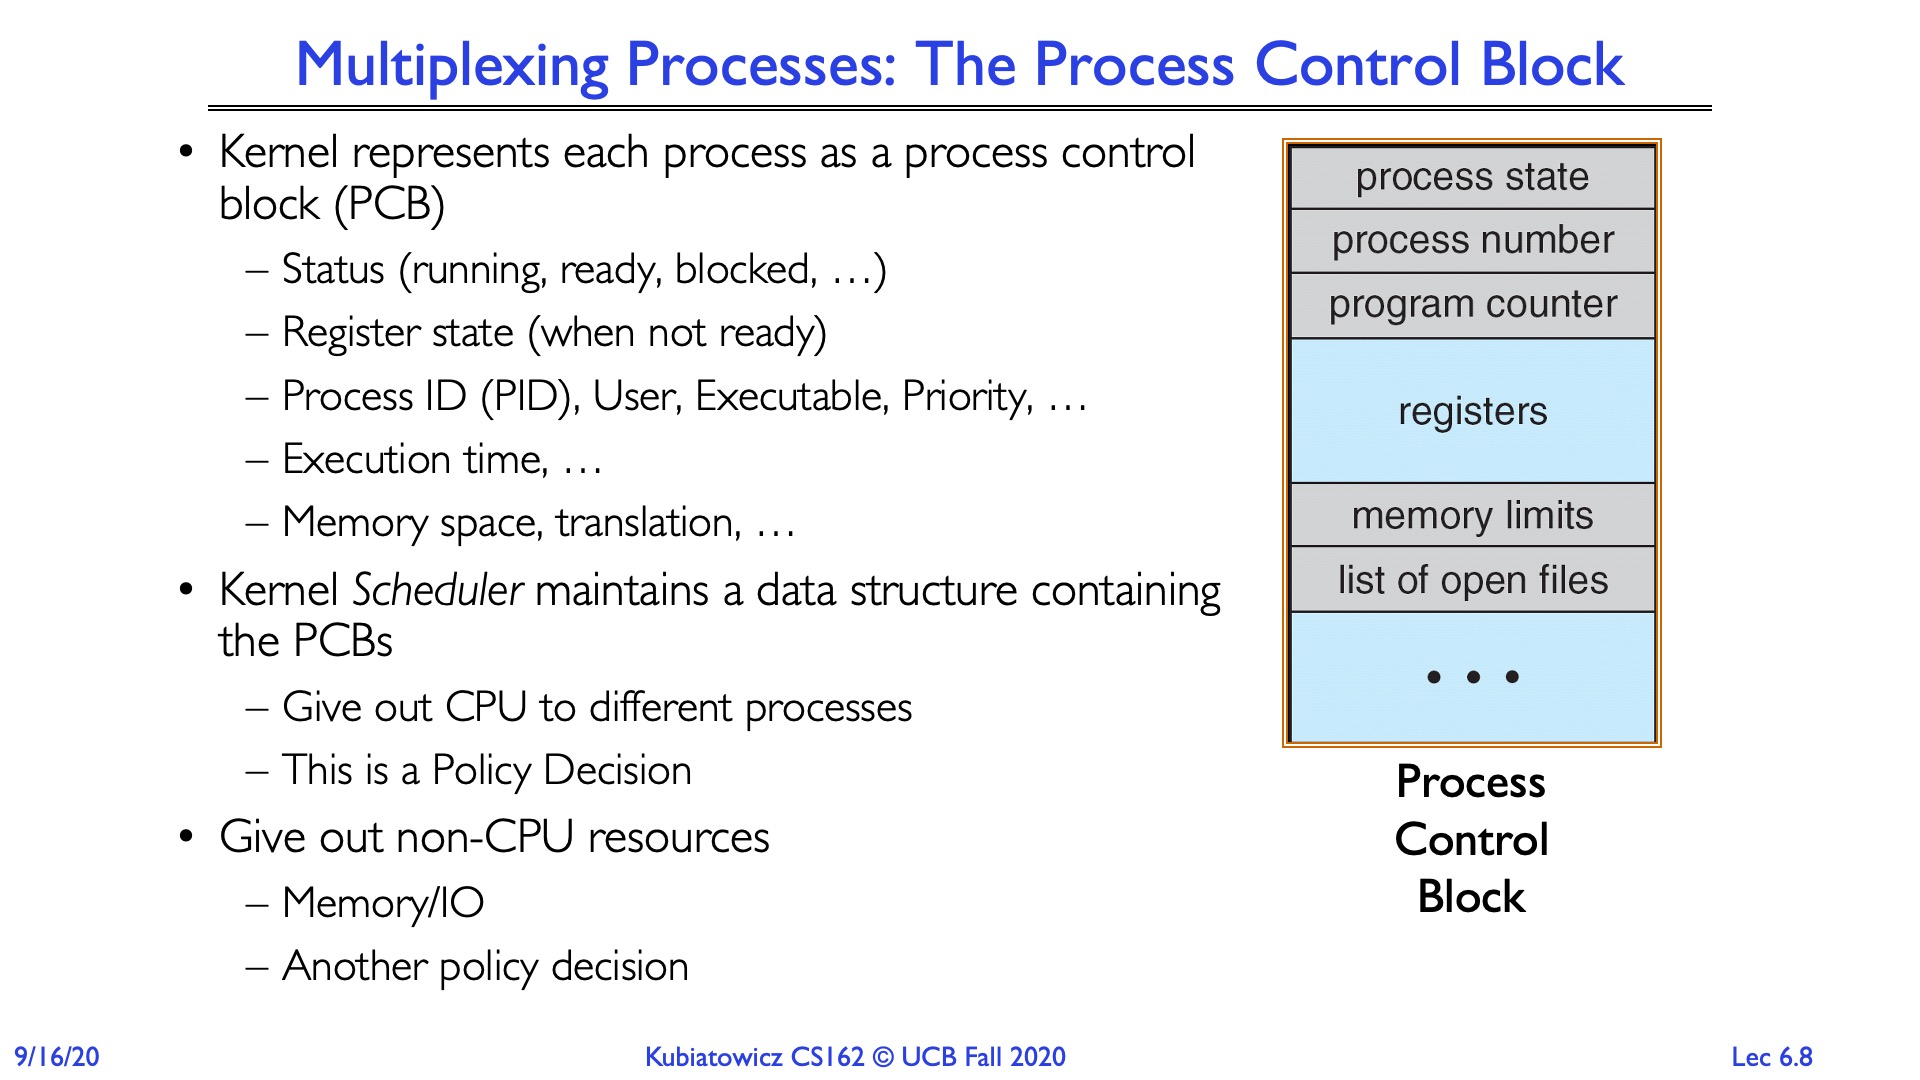 Multiplexing Processes: The Process Control Block
• Kernel represents each process as a process control
block (PCB)
– Status (running, ready, blocked, …)
– Register state (when not ready)
– Process ID (PID), User, Executable, Priority, …
– Execution time, …
– Memory space, translation, …
• Kernel Scheduler maintains a data structure containing
the PCBs
– Give out CPU to different processes
– This is a Policy Decision
• Give out non-CPU resources
– Memory/IO
– Another policy decision
process state
process number
program counter
registers
memory limits
list of open files
• • •
Process
Control
Block
9/16/20
Kubiatowicz CS162 © UCB Fall 2020
Lec 6.8